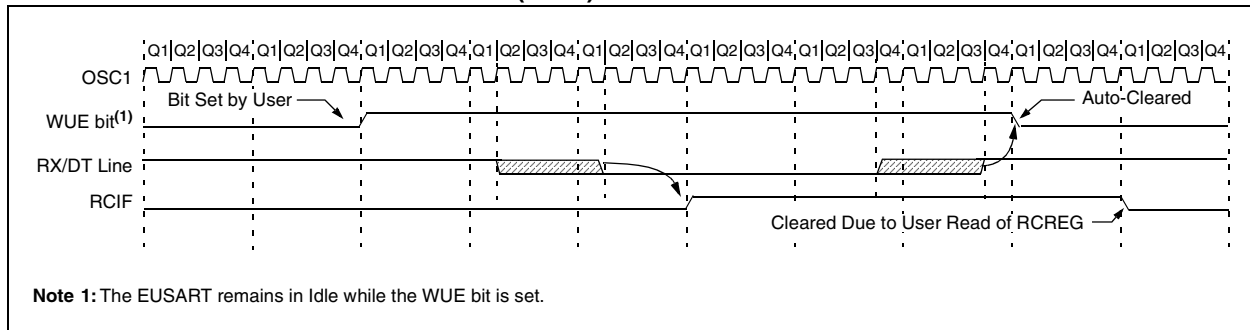 Q1 Q2 Q3 Q4 Q1 Q2 Q3 Q4 Q1 Q2 Q3 Q4 Q1 Q2 Q3 Q4 Q1 Q2 Q3 Q4 Q1 Q2 Q3 Q4 Q1 Q2 Q3 Q4 Q1 Q2 Q3 Q4 Q1 Q2 Q3 Q4 Q1 Q2 Q3 Q4
OSC1
Bit Set by User
Auto-Cleared
WUE bit(1)
RX/DT Line
RCIF
Cleared Due to User Read of RCREG
Note 1: The EUSART remains in Idle while the WUE bit is set.